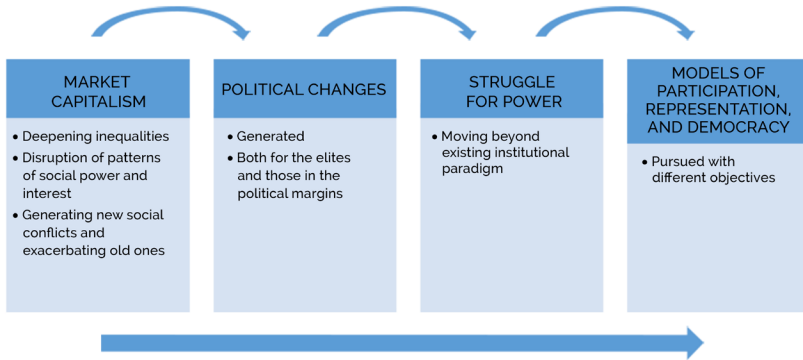 MARKET
CAPITALISM
• Deepening inequalities
• Disruption of patterns
of social power and
interest
• Generating new social
conflicts and
exacerbating old ones
POLITICAL CHANGES
• Generated
• Both for the elites
and those in the
political margins
STRUGGLE
FOR POWER
• Moving beyond
existing institutional
paradigm
MODELS OF
PARTICIPATION,
REPRESENTATION,
AND DEMOCRACY
• Pursued with
different objectives